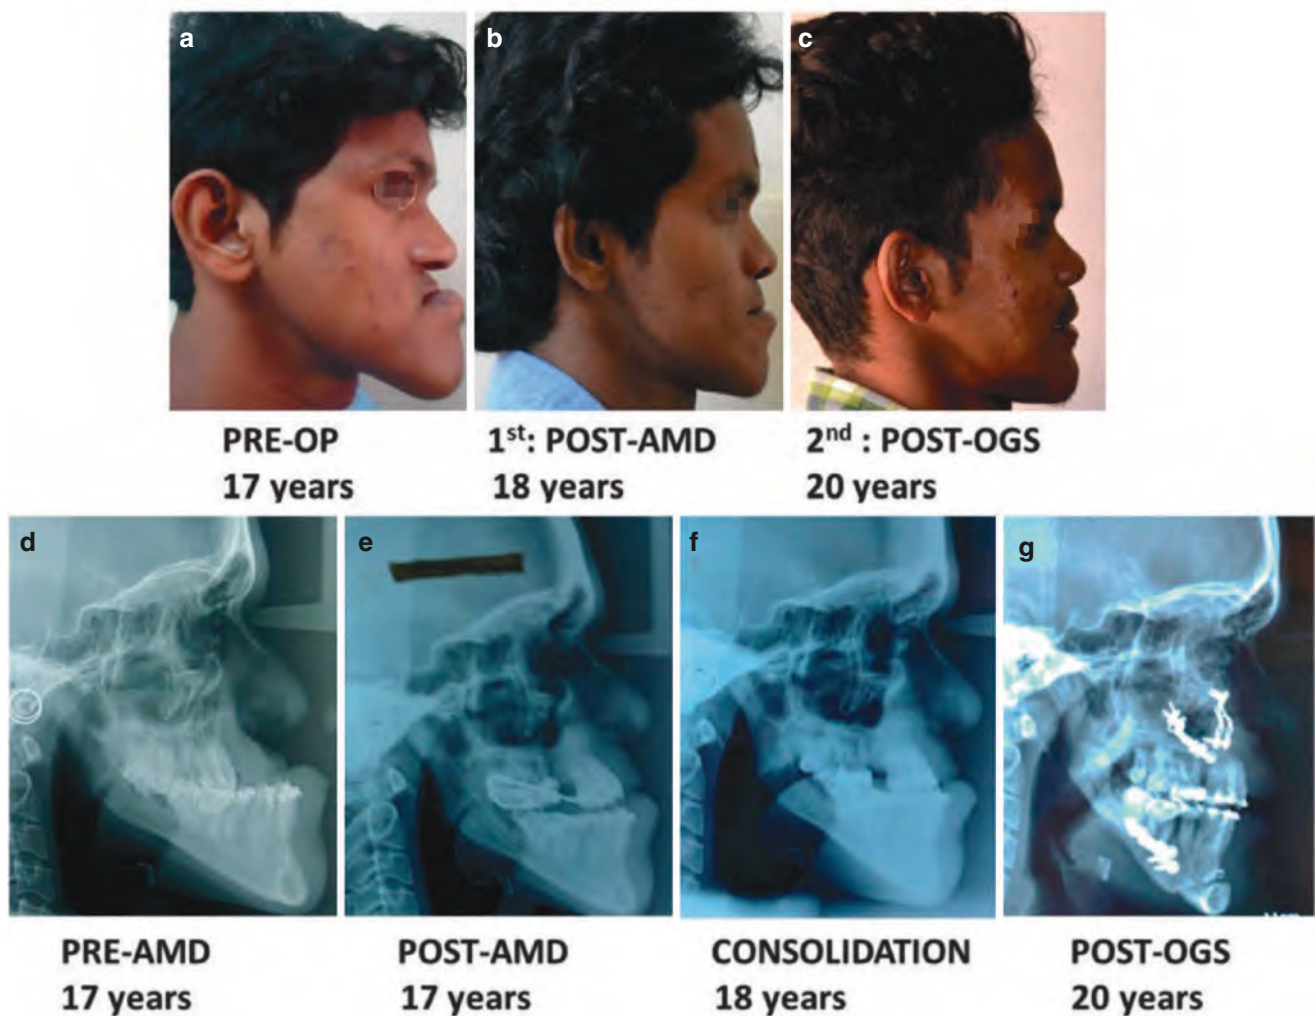 a
b
c
PRE-OP
17 years
1st: POST-AMD
18 years
2nd : POST-OGS
20 years
d
e
f
g
PRE-AMD
17 years
POST-AMD
17 years
CONSOLIDATION
18 years
POST-OGS
20 years